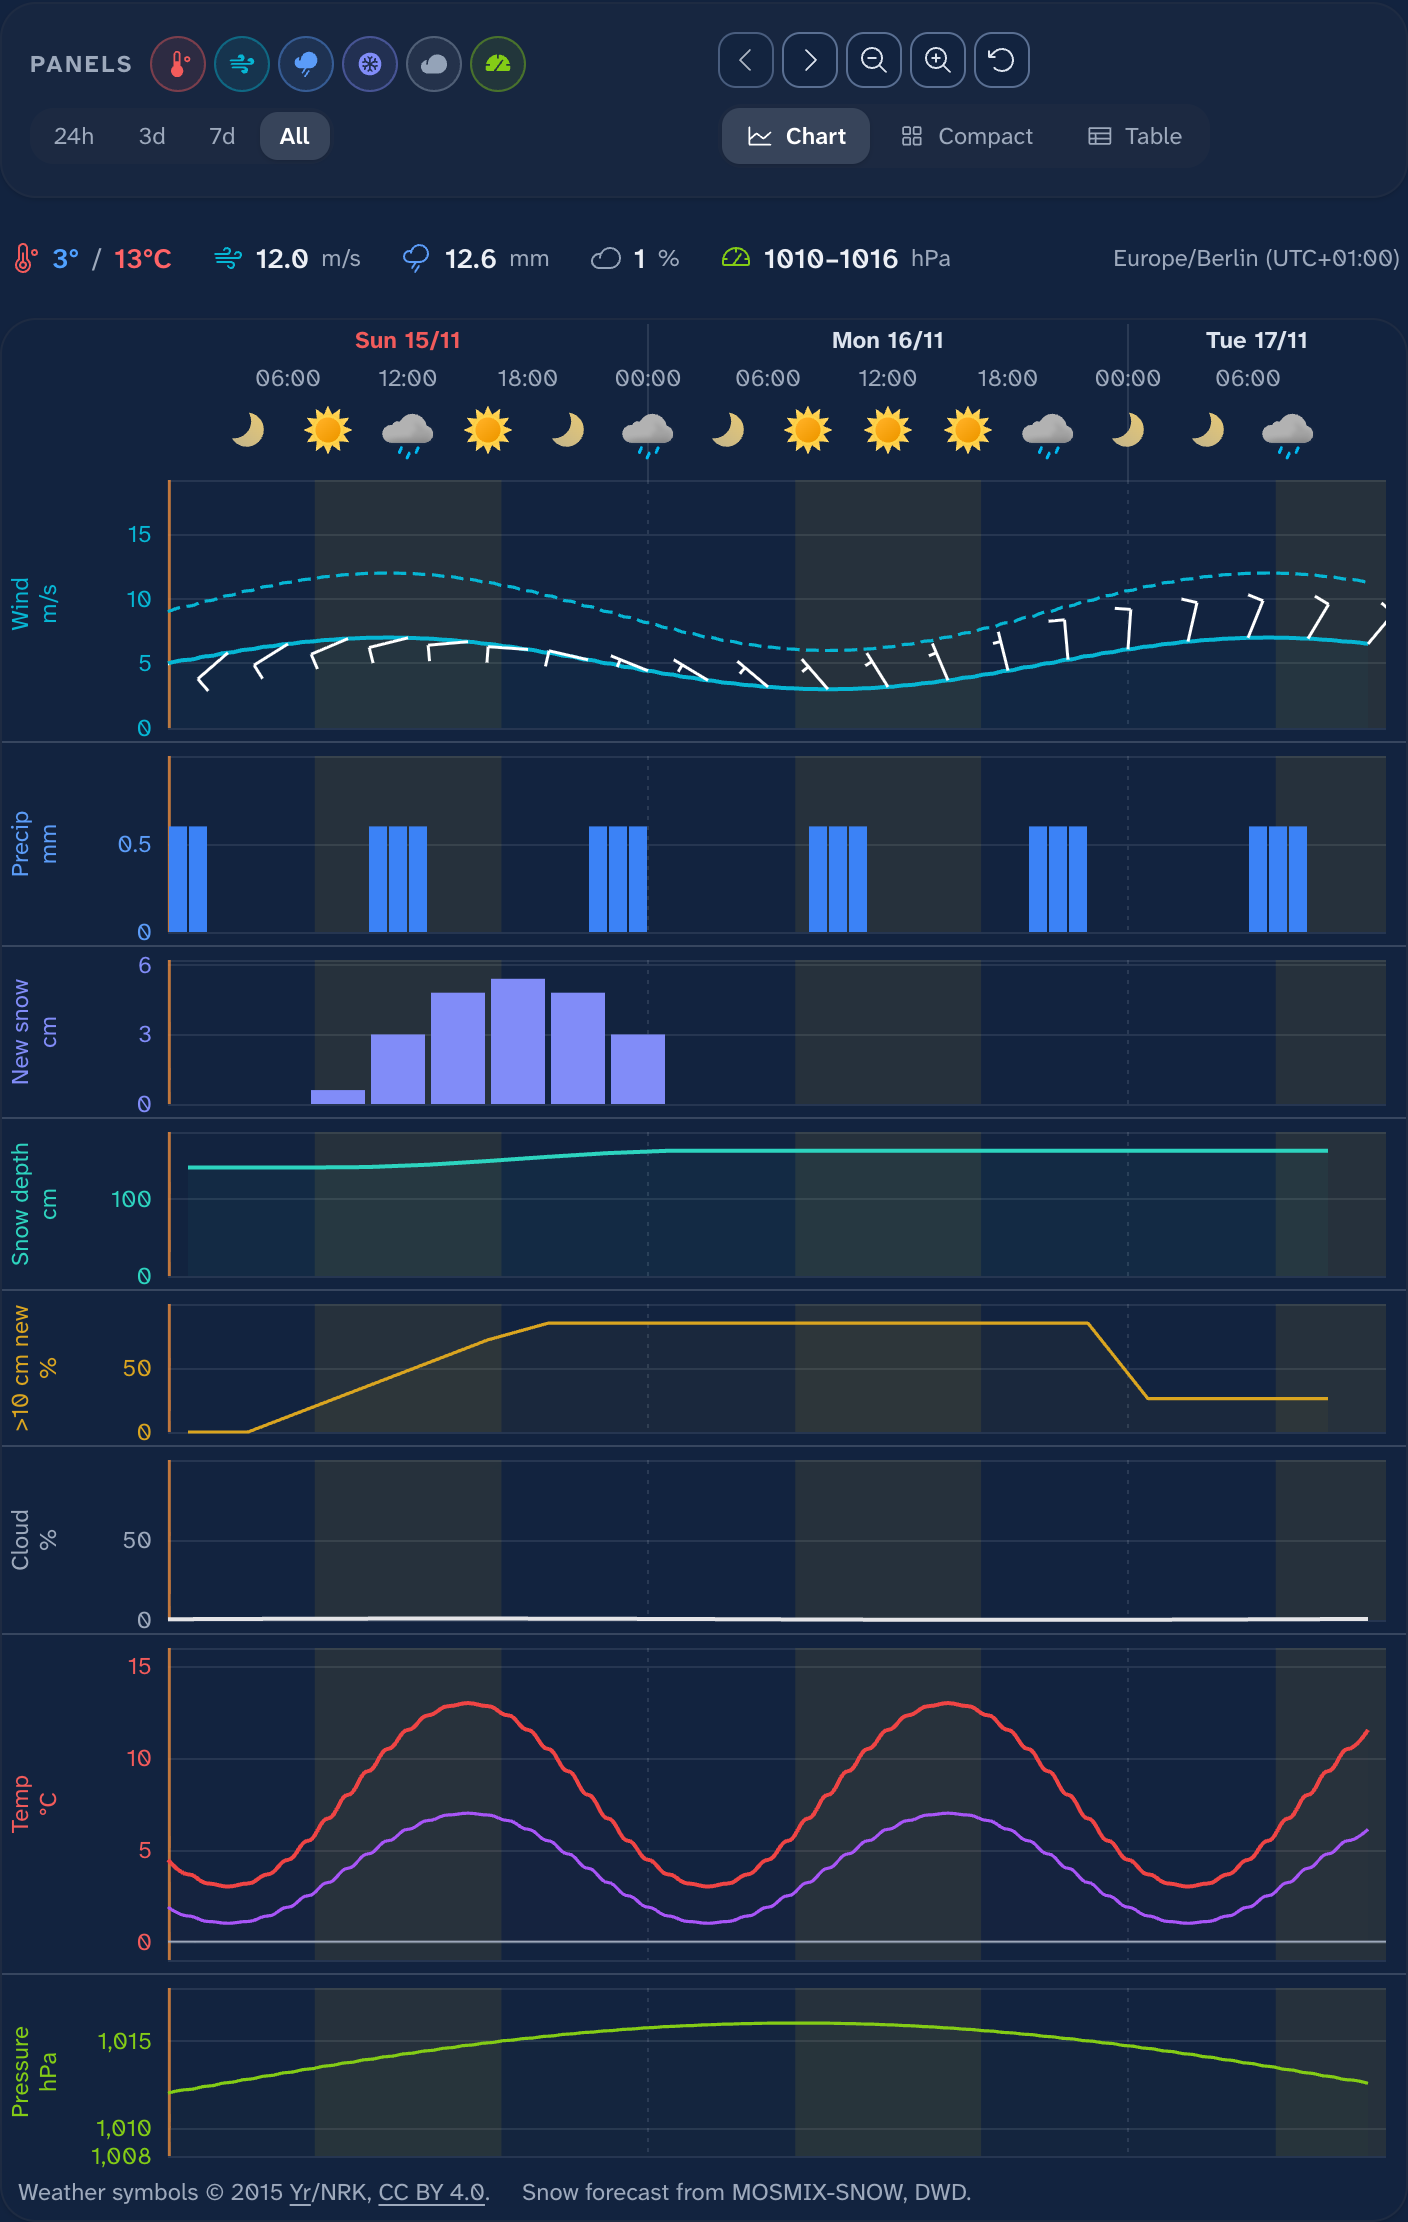 PANELS
24h 3d 7d All
Chart Compact Table
3° / 13°C 12.0 m/s 12.6 mm 1 % 1010–1016 hPa Europe/Berlin (UTC+01:00)
Sun 15/11 Mon 16/11 Tue 17/11
06:00 12:00 18:00 00:00 06:00 12:00 18:00 00:00 06:00
Wind
m/s
15
10
5
0
Precip
mm
0.5
0
New snow
cm
6
3
0
Snow depth
cm
100
0
>10 cm new
%
50
0
Cloud
%
50
0
Temp
°C
15
10
5
0
Pressure
hPa
1,015
1,010
1,008
Weather symbols © 2015 Yr/NRK, CC BY 4.0. Snow forecast from MOSMIX-SNOW, DWD.